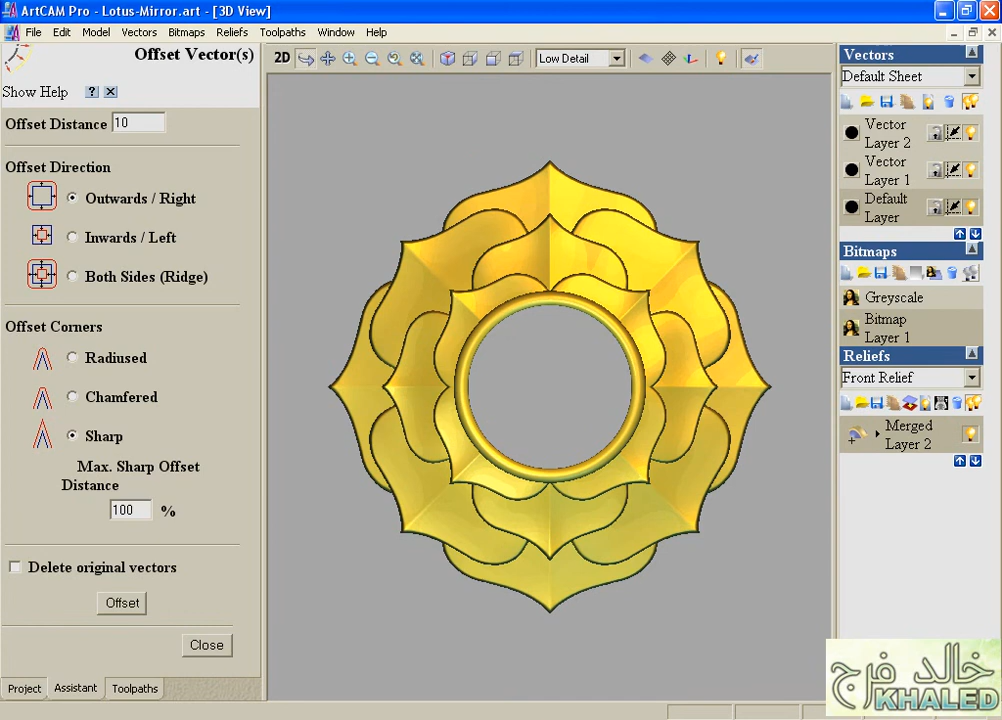 ArtCAM Pro - Lotus-Mirror.art - [3D View]
File Edit Model Vectors Bitmaps Reliefs Toolpaths Window Help
Offset Vector(s)
Show Help ?
Offset Distance 10
Offset Direction
Outwards / Right
Inwards / Left
Both Sides (Ridge)
Offset Corners
Radiused
Chamfered
Sharp
Max. Sharp Offset
Distance
100 %
Delete original vectors
Offset
Close
Project Assistant Toolpaths
2D Low Detail
Vectors
Default Sheet
Vector
Layer 2
Vector
Layer 1
Default
Layer
Bitmaps
Greyscale
Bitmap
Layer 1
Reliefs
Front Relief
Merged
Layer 2
خالد فرج
KHALED